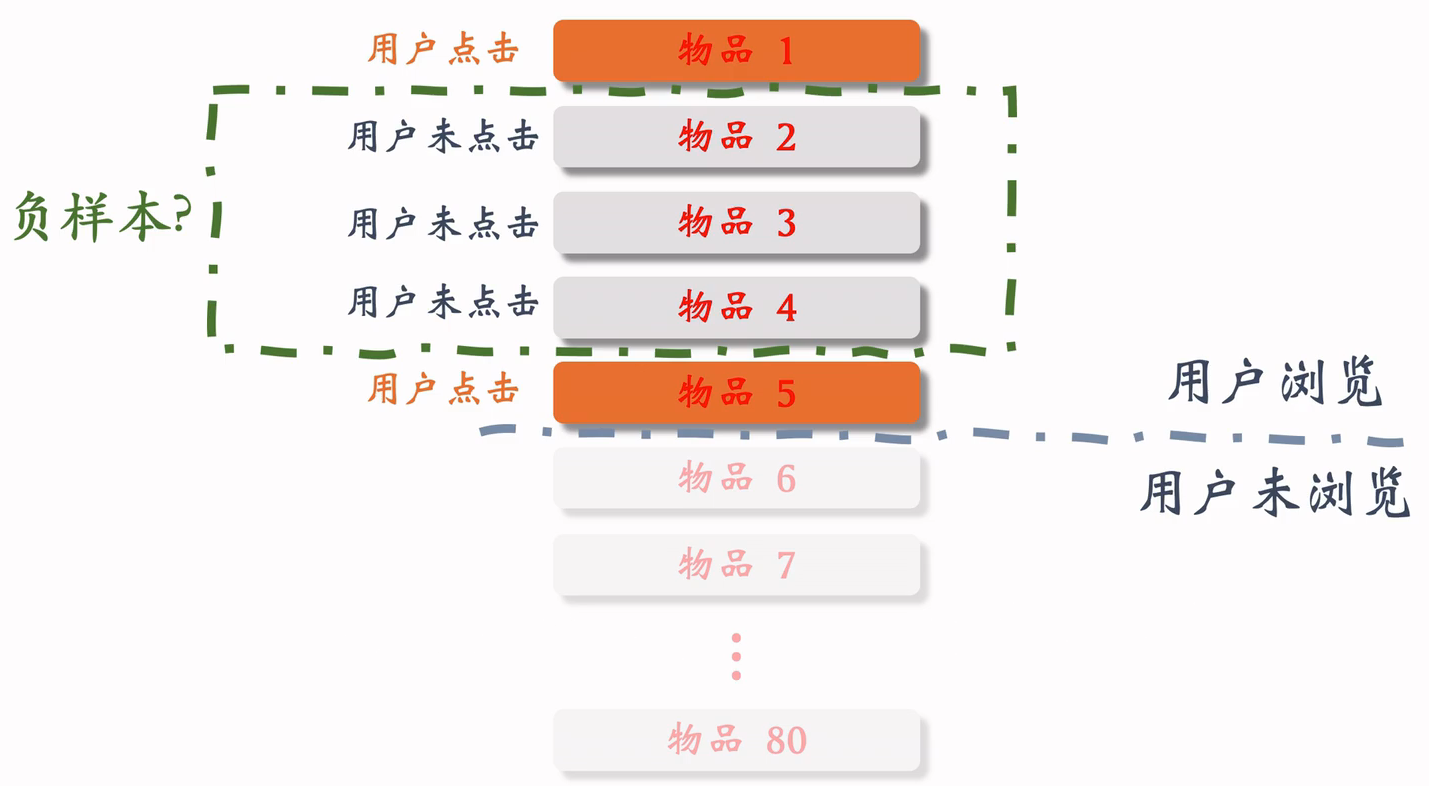 用户点击 物品 1
用户未点击 物品 2
负样本?
用户未点击 物品 3
用户未点击 物品 4
用户点击 物品 5
用户浏览
物品 6
用户未浏览
物品 7
物品 80